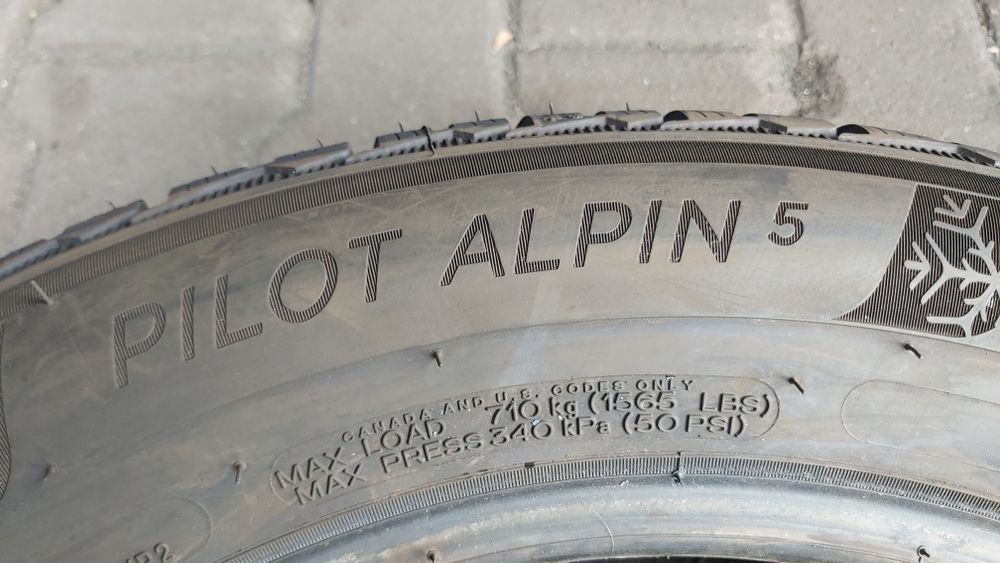 PILOT ALPIN 5
CANADA AND U.S. CODES ONLY
MAX LOAD 710 kg (1565 LBS)
MAX PRESS 340 kPa (50 PSI)